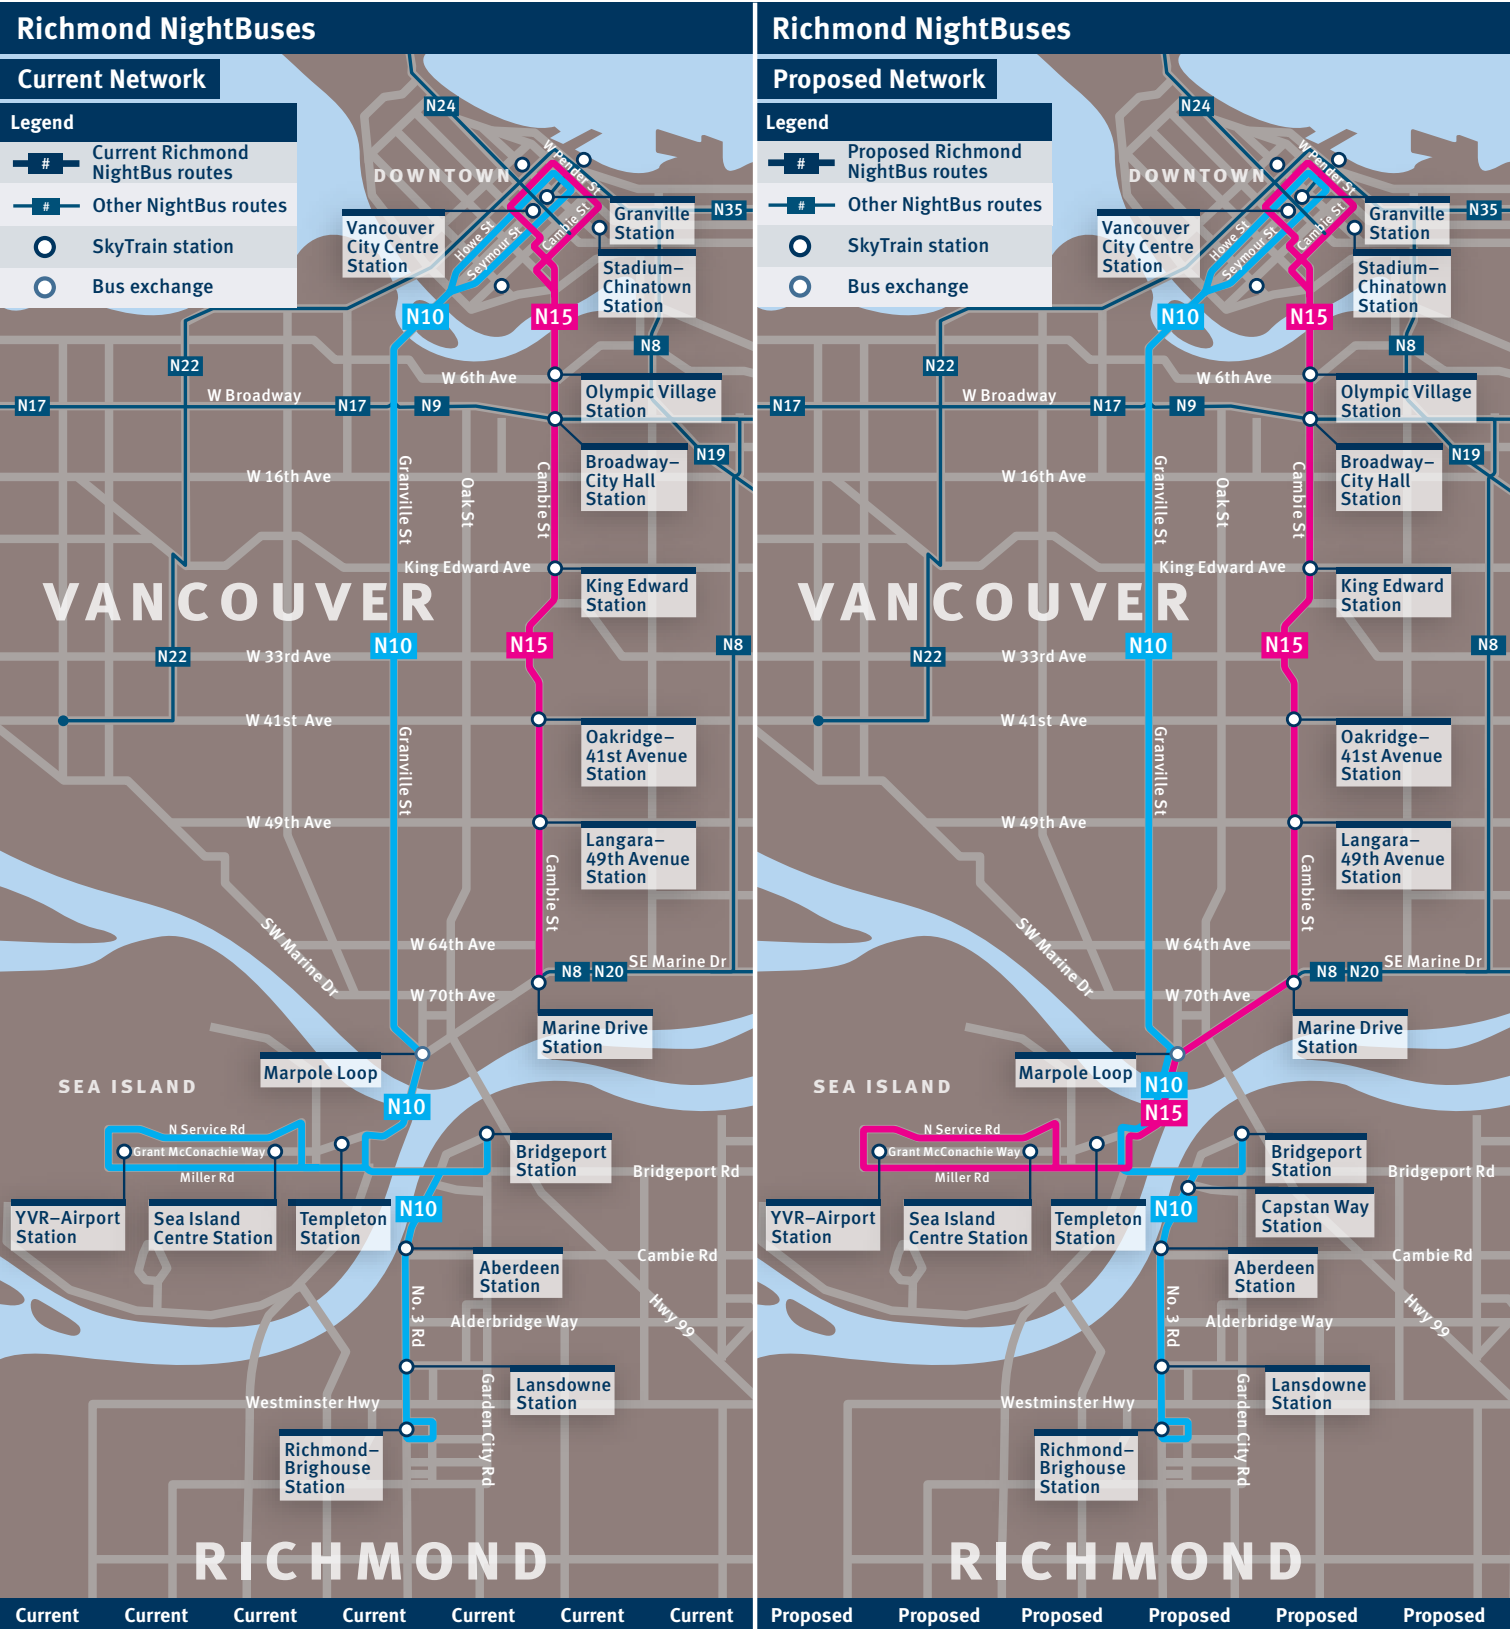 Richmond NightBuses
Current Network
Legend
#
Current Richmond
NightBus routes
#
Other NightBus routes
SkyTrain station
Bus exchange
N24
DOWNTOWN
W Pender St
N35
Granville
Station
Vancouver
City Centre
Station
Howe St
Seymour St
Cambie St
Stadium–
Chinatown
Station
N10
N15
N8
N22
W 6th Ave
Olympic Village
Station
W Broadway
N17
N17
N9
N19
Broadway–
City Hall
Station
W 16th Ave
Granville St
Oak St
Cambie St
King Edward Ave
King Edward
Station
VANCOUVER
N10
N15
N8
N22
W 33rd Ave
W 41st Ave
Oakridge–
41st Avenue
Station
Granville St
W 49th Ave
Langara–
49th Avenue
Station
Cambie St
SW Marine Dr
W 64th Ave
SE Marine Dr
N8
N20
W 70th Ave
Marine Drive
Station
Marpole Loop
SEA ISLAND
N10
N Service Rd
Grant McConachie Way
Miller Rd
Bridgeport
Station
Bridgeport Rd
YVR–Airport
Station
Sea Island
Centre Station
Templeton
Station
N10
Aberdeen
Station
Cambie Rd
No. 3 Rd
Alderbridge Way
Hwy 99
Lansdowne
Station
Westminster Hwy
Garden City Rd
Richmond–
Brighouse
Station
RICHMOND
Current Current Current Current Current Current Current
Richmond NightBuses
Proposed Network
Legend
#
Proposed Richmond
NightBus routes
#
Other NightBus routes
SkyTrain station
Bus exchange
N24
DOWNTOWN
W Pender St
N35
Granville
Station
Vancouver
City Centre
Station
Howe St
Seymour St
Cambie St
Stadium–
Chinatown
Station
N10
N15
N8
N22
W 6th Ave
Olympic Village
Station
W Broadway
N17
N17
N9
N19
Broadway–
City Hall
Station
W 16th Ave
Granville St
Oak St
Cambie St
King Edward Ave
King Edward
Station
VANCOUVER
N10
N15
N8
N22
W 33rd Ave
W 41st Ave
Oakridge–
41st Avenue
Station
Granville St
W 49th Ave
Langara–
49th Avenue
Station
Cambie St
SW Marine Dr
W 64th Ave
SE Marine Dr
N8
N20
W 70th Ave
Marine Drive
Station
Marpole Loop
SEA ISLAND
N10
N15
N Service Rd
Grant McConachie Way
Miller Rd
Bridgeport
Station
Bridgeport Rd
YVR–Airport
Station
Sea Island
Centre Station
Templeton
Station
N10
Capstan Way
Station
Aberdeen
Station
Cambie Rd
No. 3 Rd
Alderbridge Way
Hwy 99
Lansdowne
Station
Westminster Hwy
Garden City Rd
Richmond–
Brighouse
Station
RICHMOND
Proposed Proposed Proposed Proposed Proposed Proposed